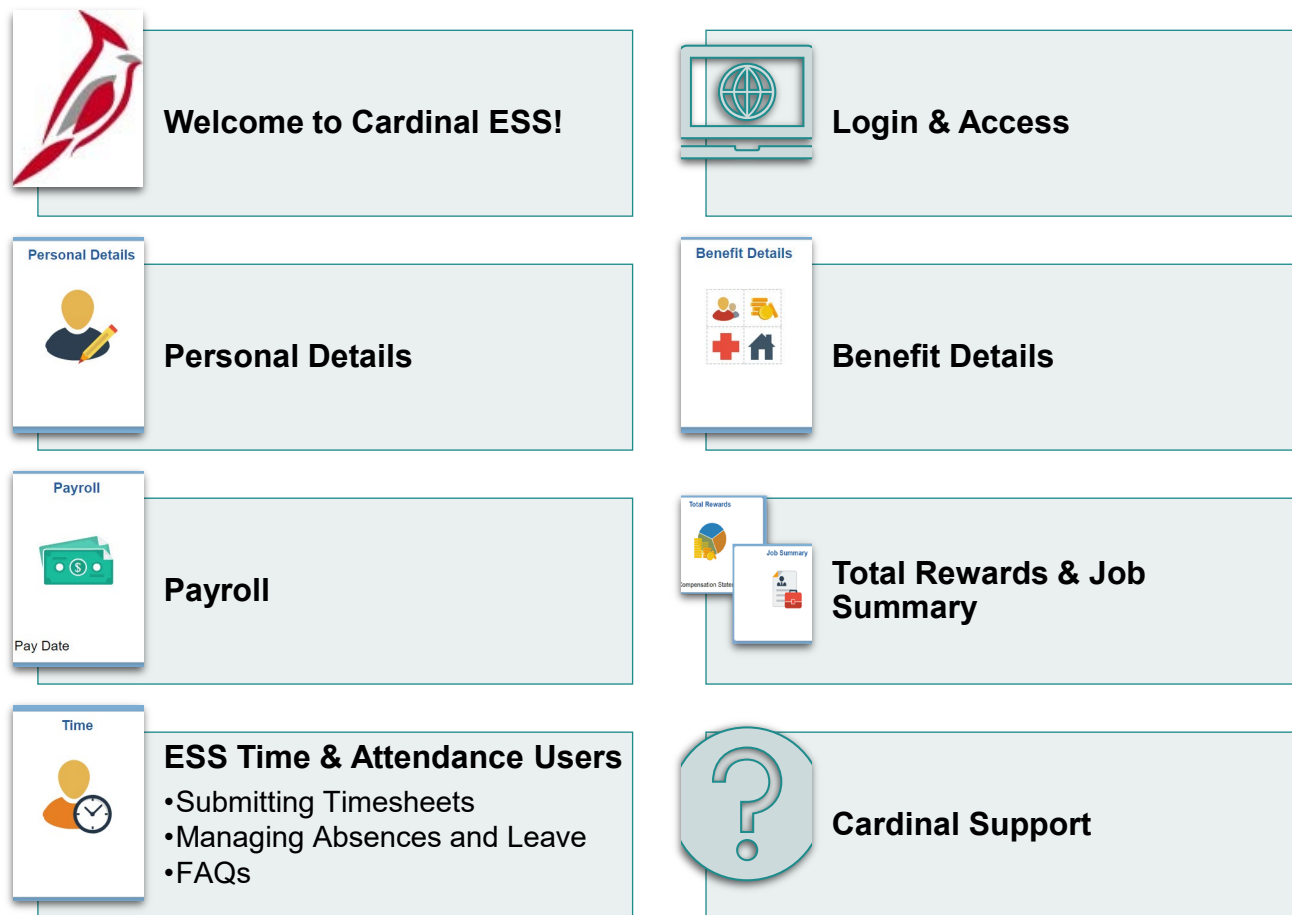 Welcome to Cardinal ESS!
Login & Access
Personal Details
Personal Details
Benefit Details
Benefit Details
Payroll
Pay Date
Payroll
Total Rewards
Compensation State
Job Summary
Total Rewards & Job
Summary
Time
ESS Time & Attendance Users
•Submitting Timesheets
•Managing Absences and Leave
•FAQs
?
Cardinal Support